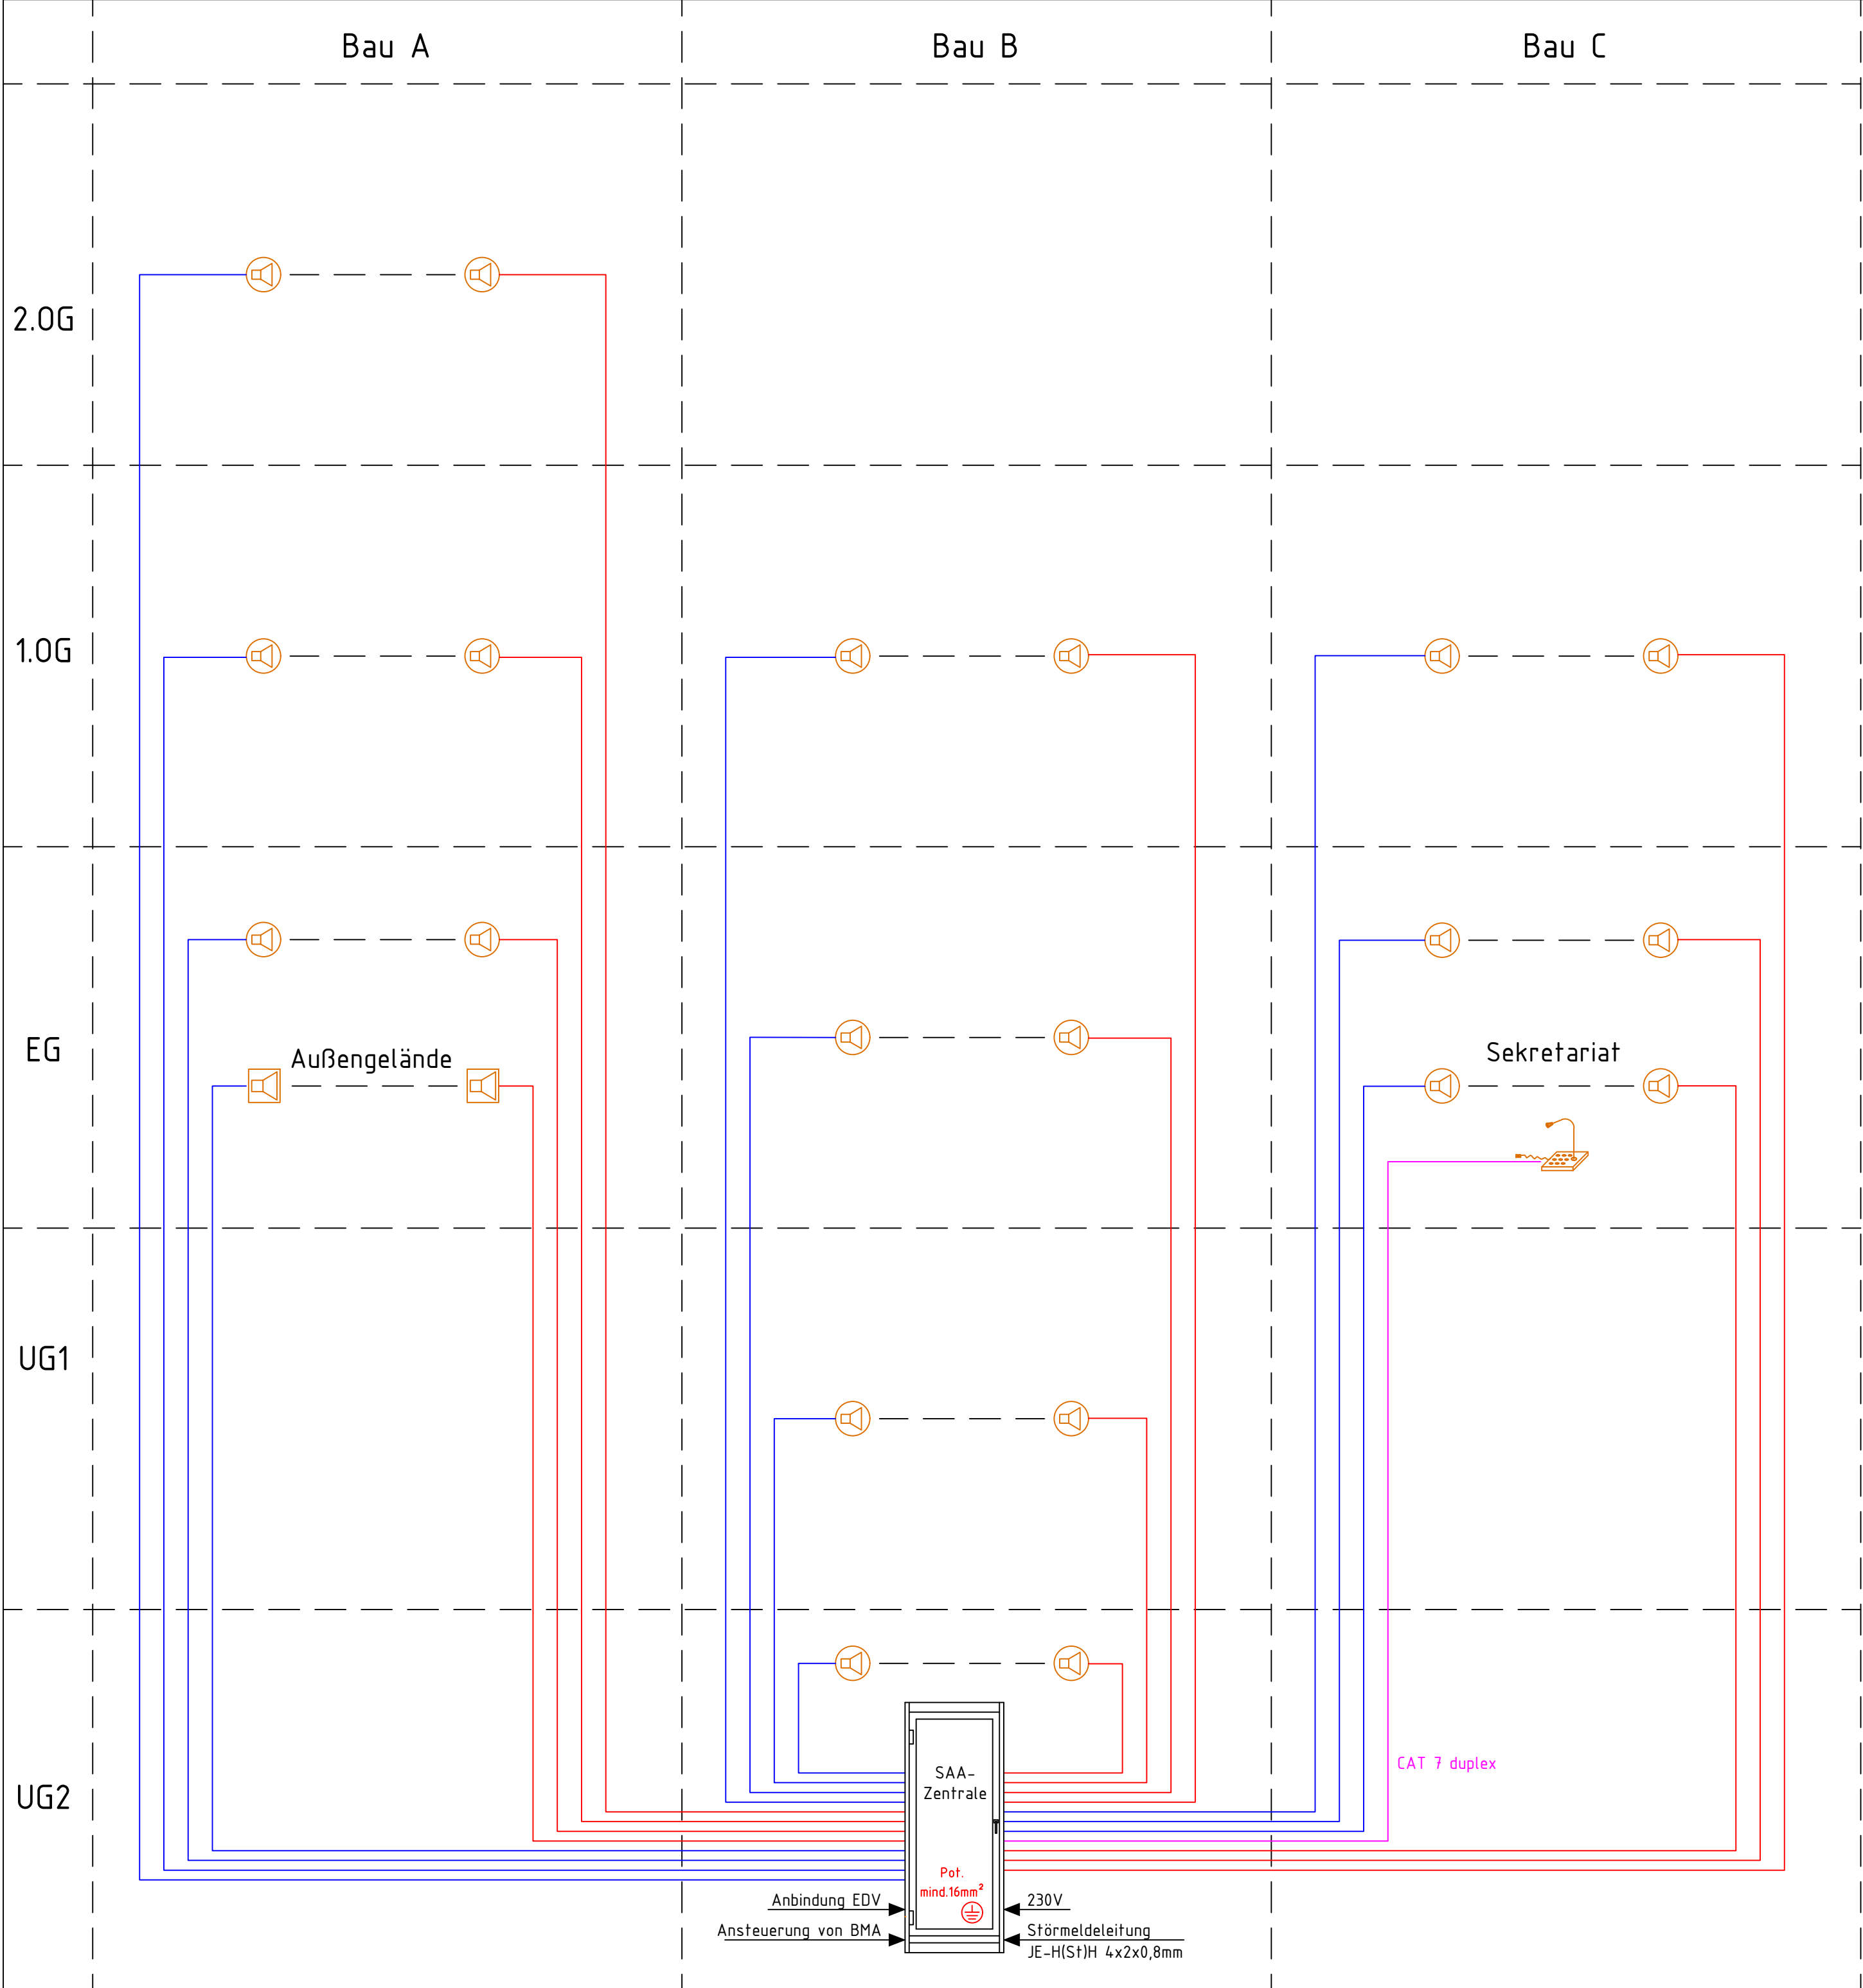 Bau A
Bau B
Bau C
2.OG
1.OG
EG
Außengelände
Sekretariat
UG1
UG2
CAT 7 duplex
SAA-
Zentrale
Pot.
mind.16mm²
Anbindung EDV
230V
Ansteuerung von BMA
Störmeldeleitung
JE-H(St)H 4x2x0,8mm